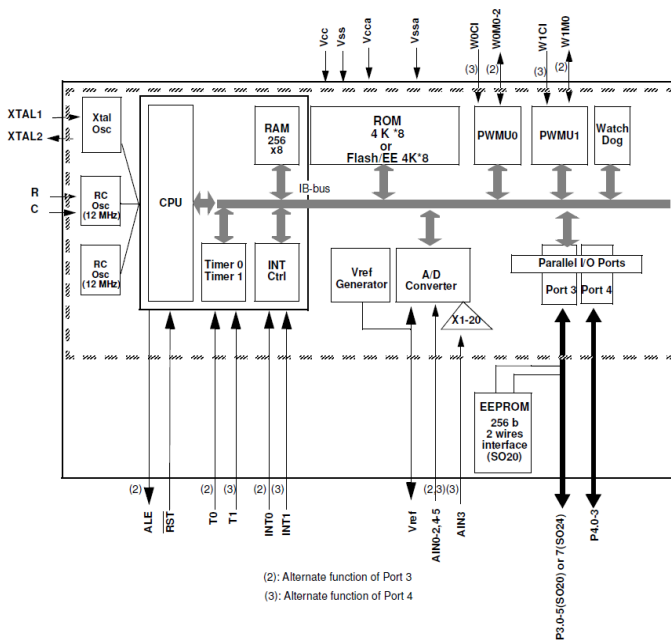 Vcc
Vss
Vcca
Vssa
W0CI
W0M0-2
W1CI
W1M0
(3)
(2)
(3)
(2)
XTAL1
XTAL2
Xtal
Osc
R
C
RC
Osc
(12 MHz)
RC
Osc
(12 MHz)
CPU
RAM
256
x8
ROM
4 K *8
or
Flash/EE 4K*8
PWMU0
PWMU1
Watch
Dog
IB-bus
Timer 0
Timer 1
INT
Ctrl
Vref
Generator
A/D
Converter
X1-20
Parallel I/O Ports
Port 3
Port 4
EEPROM
256 b
2 wires
interface
(SO20)
(2)
(2)
(3)
(2)
(3)
(2,3)
(3)
ALE
RST
T0
T1
INT0
INT1
Vref
AIN0-2,4-5
AIN3
P3.0-5(SO20) or 7(SO24)
P4.0-3
(2): Alternate function of Port 3
(3): Alternate function of Port 4